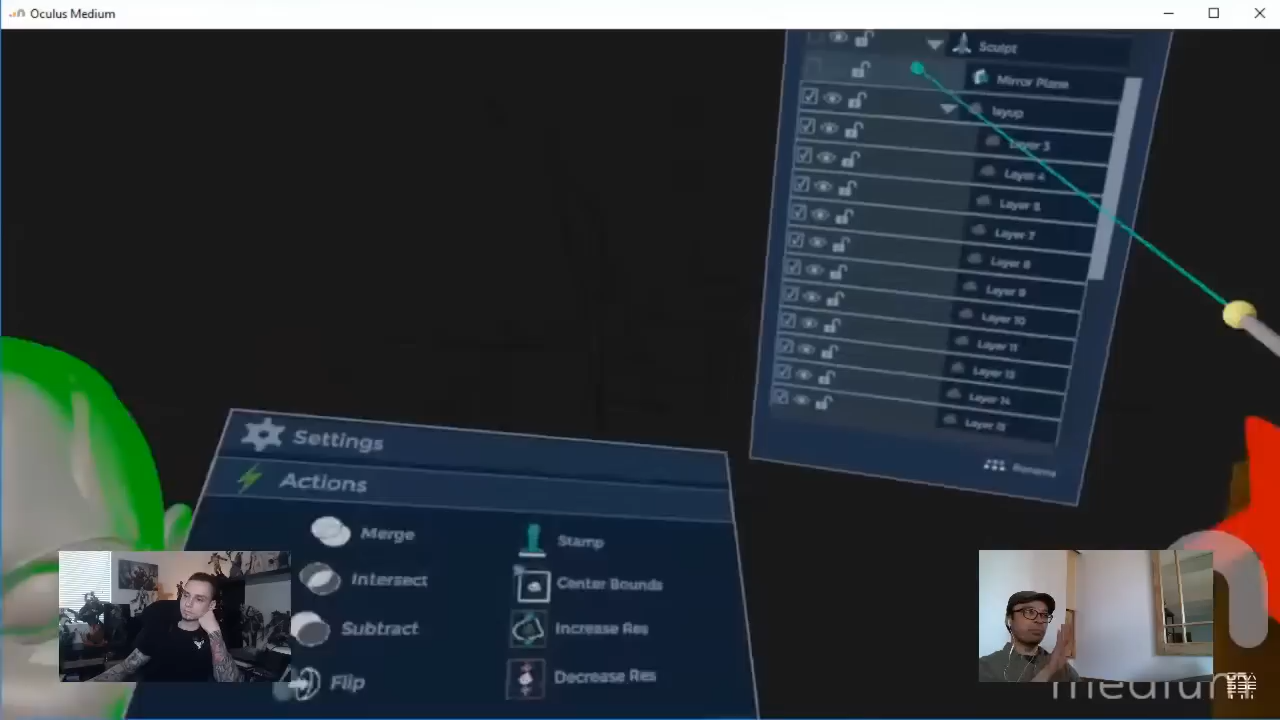 Oculus Medium
Sculpt
Mirror Plane
layup
Layer 3
Layer 4
Layer 6
Layer 7
Layer 8
Layer 9
Layer 10
Layer 11
Layer 13
Layer 14
Layer 15
Rename
Settings
Actions
Merge
Stamp
Intersect
Center Bounds
Subtract
Increase Res
Flip
Decrease Res
medium